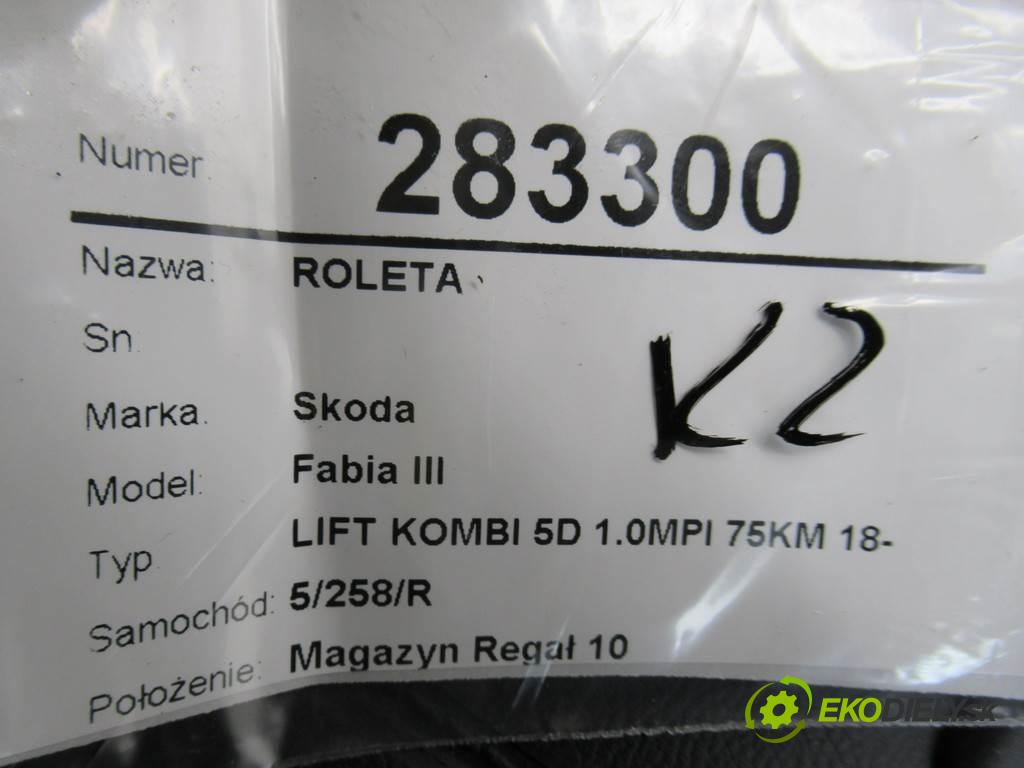 Numer: 283300
Nazwa: ROLETA
Sn.
K2
Marka. Skoda
Model: Fabia III
Typ LIFT KOMBI 5D 1.0MPI 75KM 18-
Samochód: 5/258/R
Położenie: Magazyn Regał 10
EKODIELY.SK